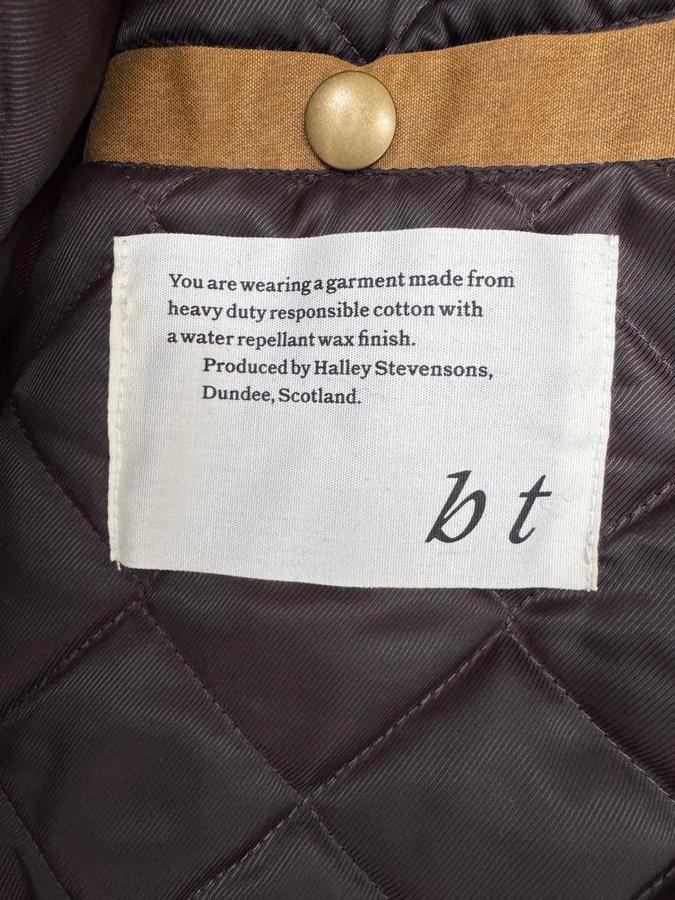 You are wearing a garment made from
heavy duty responsible cotton with
a water repellant wax finish.
Produced by Halley Stevensons,
Dundee, Scotland.
b t